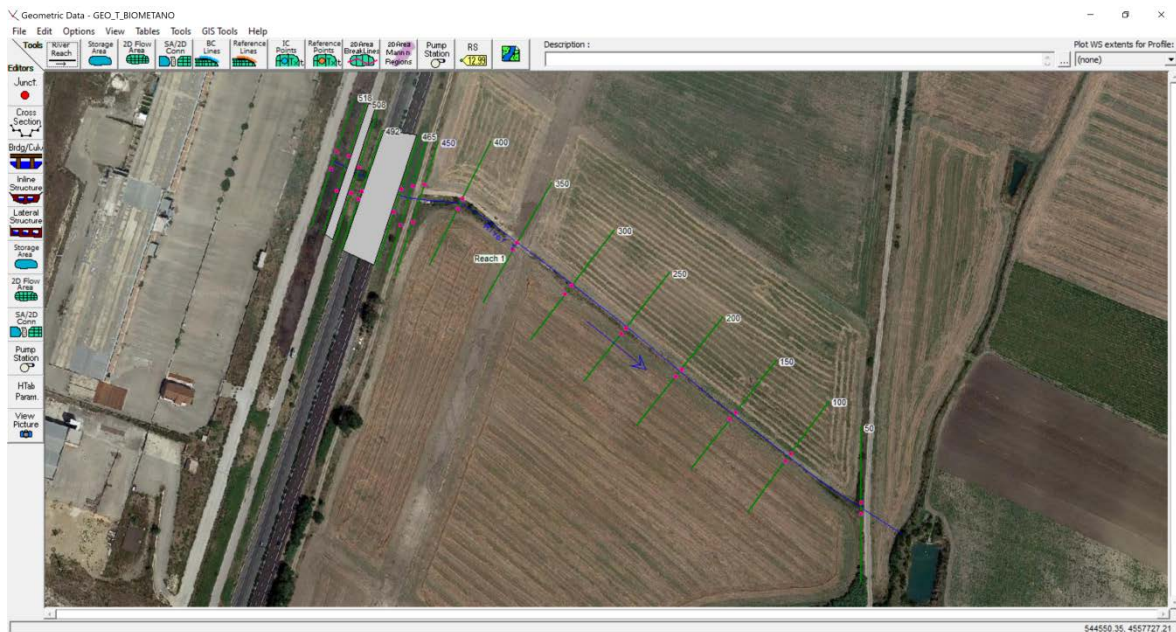 Geometric Data - GEO_T_BIOMETANO
File Edit Options View Tables Tools GIS Tools Help
Tools
River Reach
Storage Area
2D Flow Area
SA/2D Conn
BC Lines
Reference Lines
IC Points
Reference Points
2D Area BreakLines
2D Area Mann n Regions
Pump Station
RS
Description :
Plot WS extents for Profile:
(none)
...
Editors
Junct.
Cross Section
Brdg/Culv
Inline Structure
Lateral Structure
Storage Area
2D Flow Area
SA/2D Conn
Pump Station
HTab Param.
View Picture
516
508
492
465
450
400
350
Reach 1
300
250
200
150
100
50
544550.35, 4557727.21